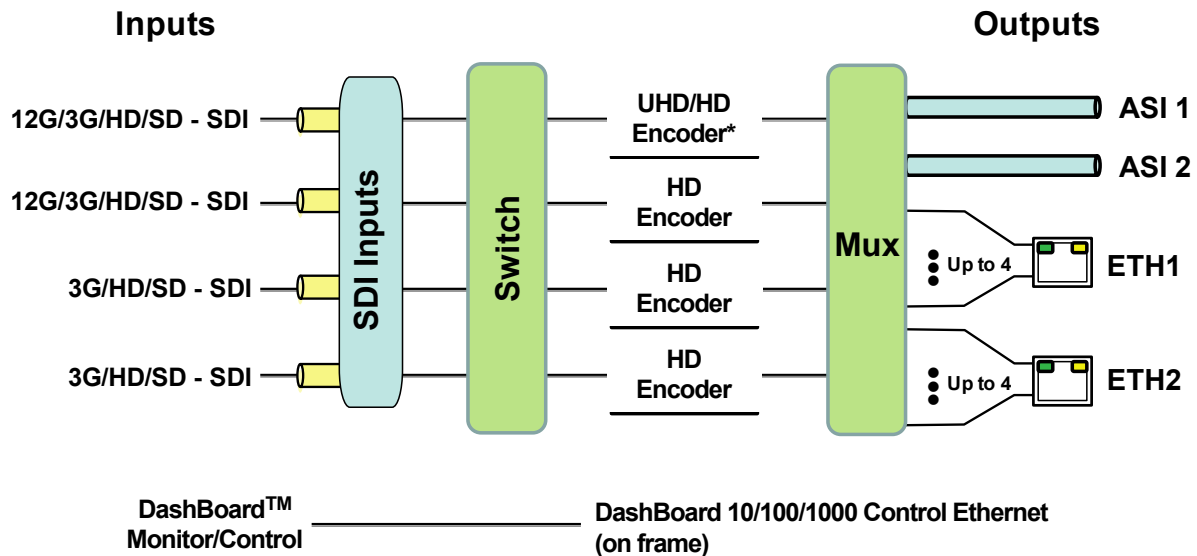 Inputs
Outputs
12G/3G/HD/SD - SDI
12G/3G/HD/SD - SDI
3G/HD/SD - SDI
3G/HD/SD - SDI
SDI Inputs
Switch
UHD/HD
Encoder*
HD
Encoder
HD
Encoder
HD
Encoder
Mux
ASI 1
ASI 2
Up to 4
ETH1
Up to 4
ETH2
DashBoard™
Monitor/Control
DashBoard 10/100/1000 Control Ethernet
(on frame)